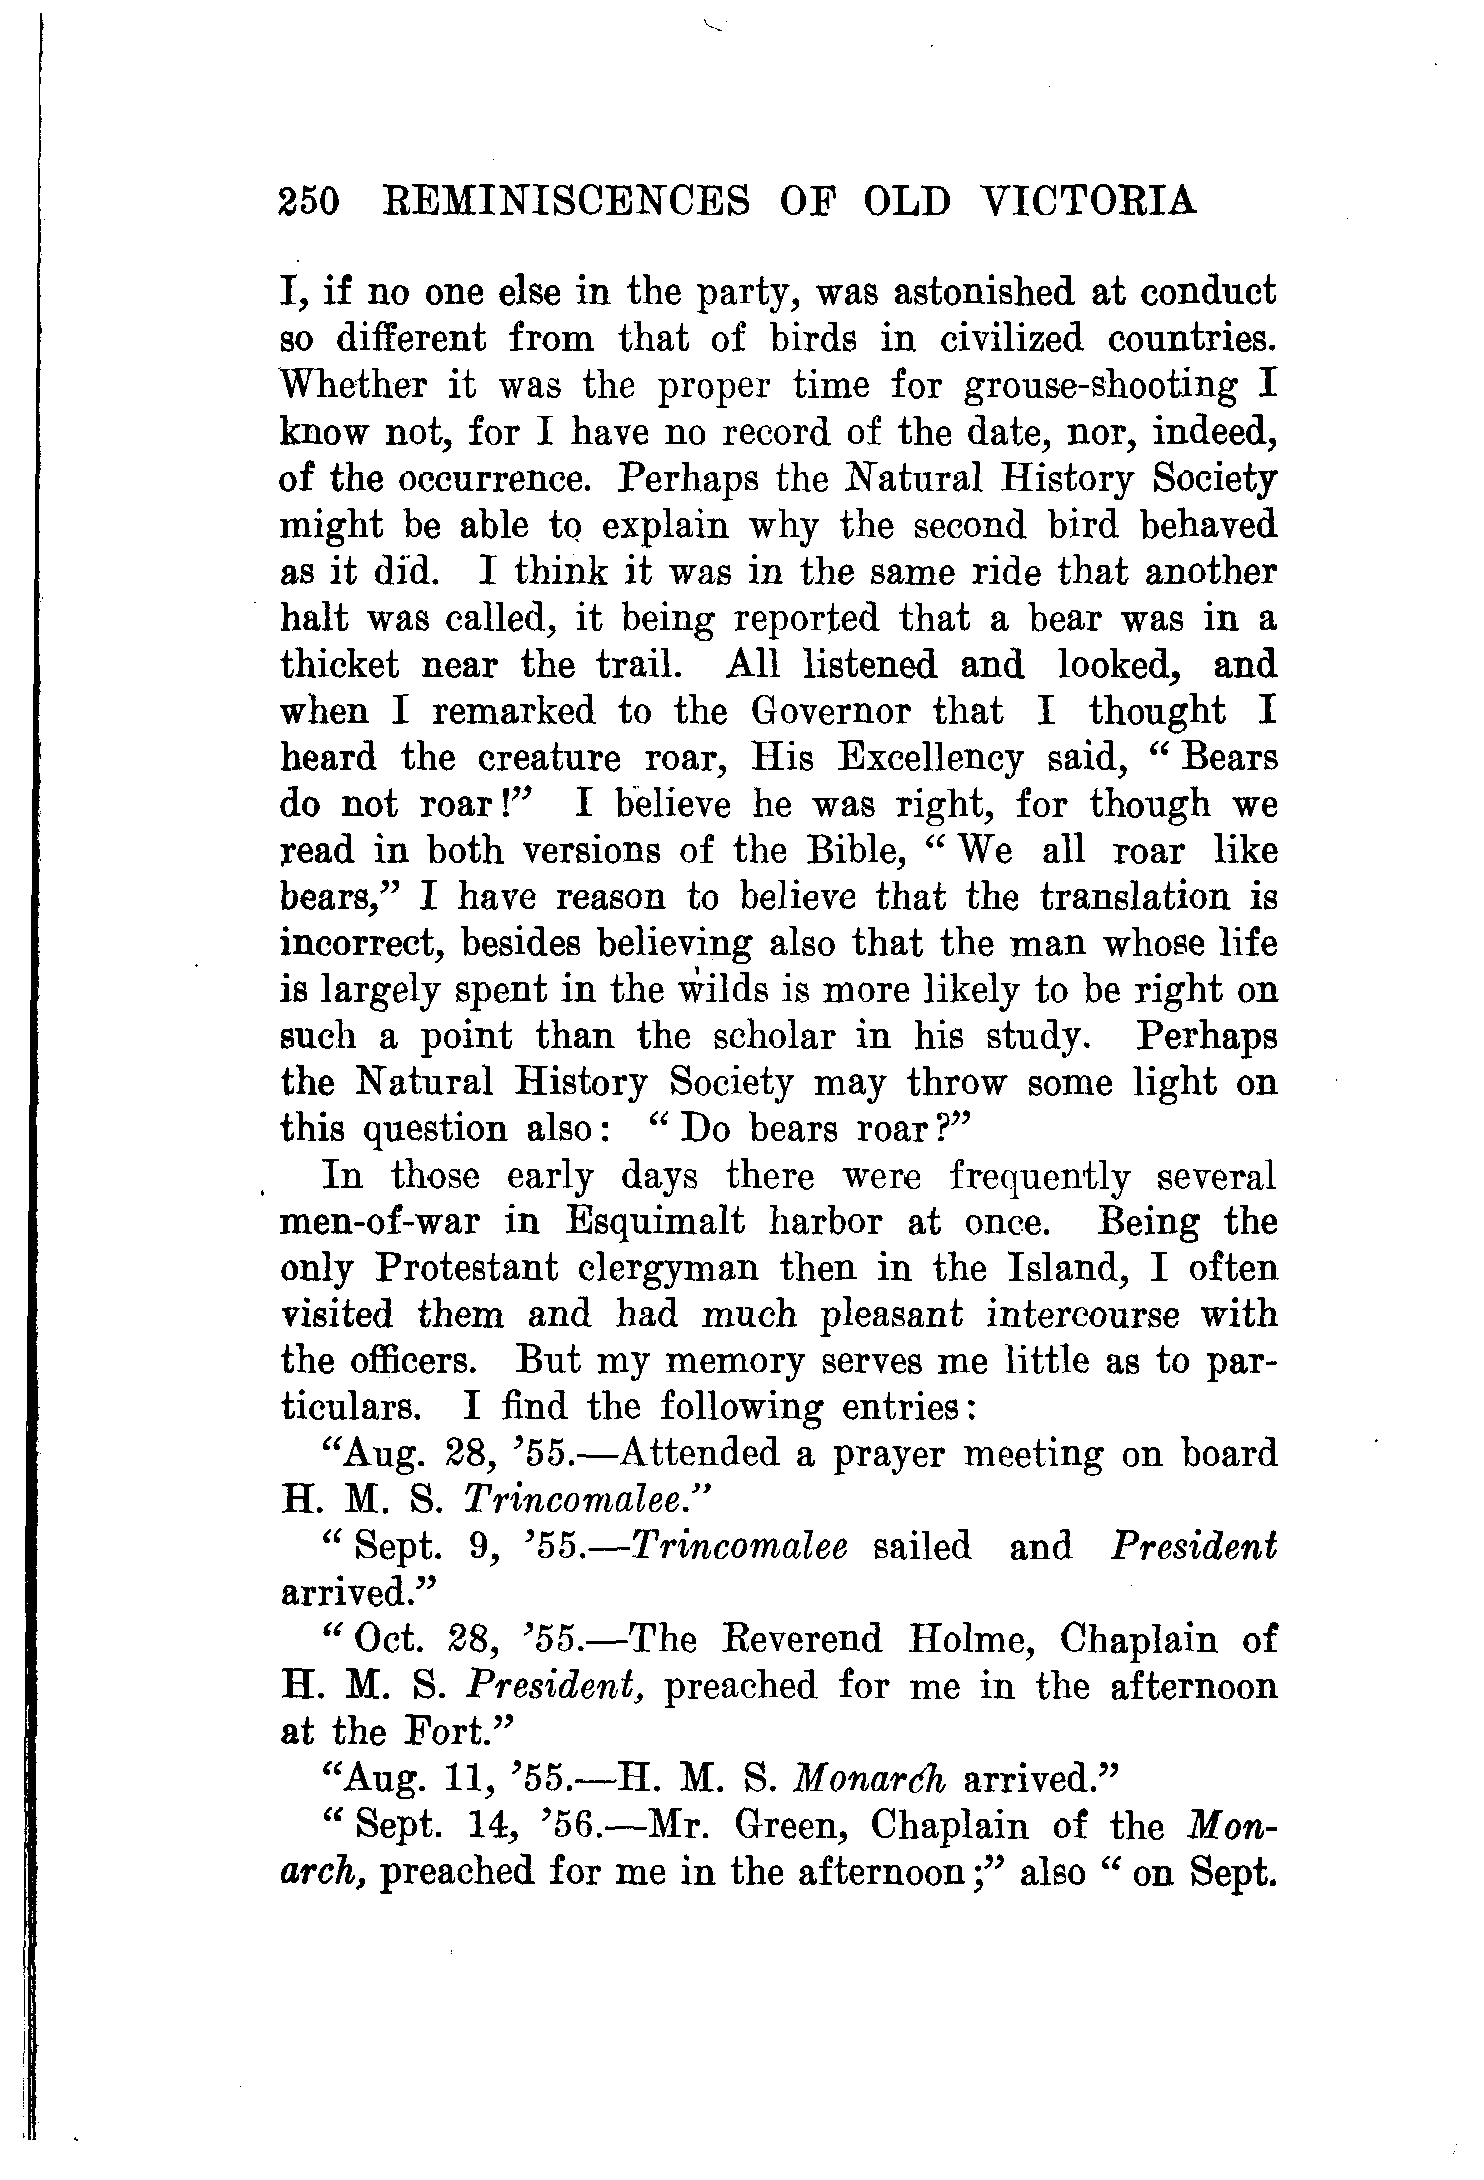 250 REMINISCENCES OF OLD VICTORIA
I, if no one else in the party, was astonished at conduct
so different from that of birds in civilized countries.
Whether it was the proper time for grouse-shooting I
know not, for I have no record of the date, nor, indeed,
of the occurrence. Perhaps the Natural History Society
might be able to explain why the second bird behaved
as it did. I think it was in the same ride that another
halt was called, it being reported that a bear was in a
thicket near the trail. All listened and looked, and
when I remarked to the Governor that I thought I
heard the creature roar, His Excellency said, “ Bears
do not roar!” I believe he was right, for though we
read in both versions of the Bible, “ We all roar like
bears,” I have reason to believe that the translation is
incorrect, besides believing also that the man whose life
is largely spent in the wilds is more likely to be right on
such a point than the scholar in his study. Perhaps
the Natural History Society may throw some light on
this question also: “ Do bears roar?”
In those early days there were frequently several
men-of-war in Esquimalt harbor at once. Being the
only Protestant clergyman then in the Island, I often
visited them and had much pleasant intercourse with
the officers. But my memory serves me little as to par-
ticulars. I find the following entries:
“Aug. 28, ’55.—Attended a prayer meeting on board
H. M. S. Trincomalee.”
“ Sept. 9, ’55.—Trincomalee sailed and President
arrived.”
“ Oct. 28, ’55.—The Reverend Holme, Chaplain of
H. M. S. President, preached for me in the afternoon
at the Fort.”
“Aug. 11, ’55.—H. M. S. Monarch arrived.”
“ Sept. 14, ’56.—Mr. Green, Chaplain of the Mon-
arch, preached for me in the afternoon;” also “ on Sept.